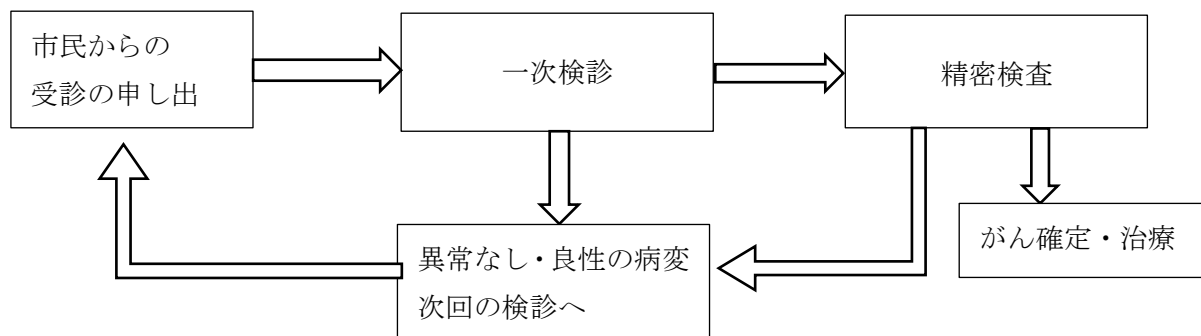 市民からの
受診の申し出
一次検診
精密検査
がん確定・治療
異常なし・良性の病変
次回の検診へ